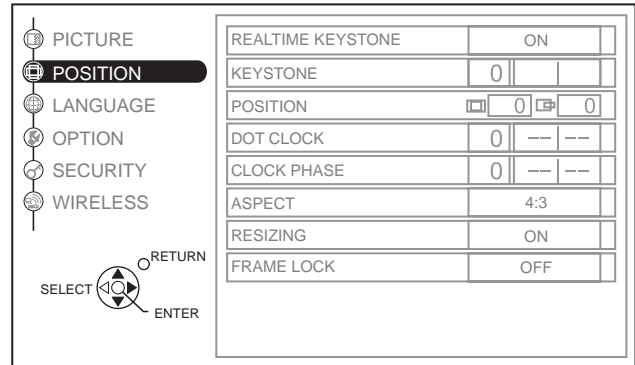 PICTURE
POSITION
LANGUAGE
OPTION
SECURITY
WIRELESS
RETURN
SELECT
ENTER
REALTIME KEYSTONE ON
KEYSTONE 0
POSITION 0 0
DOT CLOCK 0
CLOCK PHASE 0
ASPECT 4:3
RESIZING ON
FRAME LOCK OFF